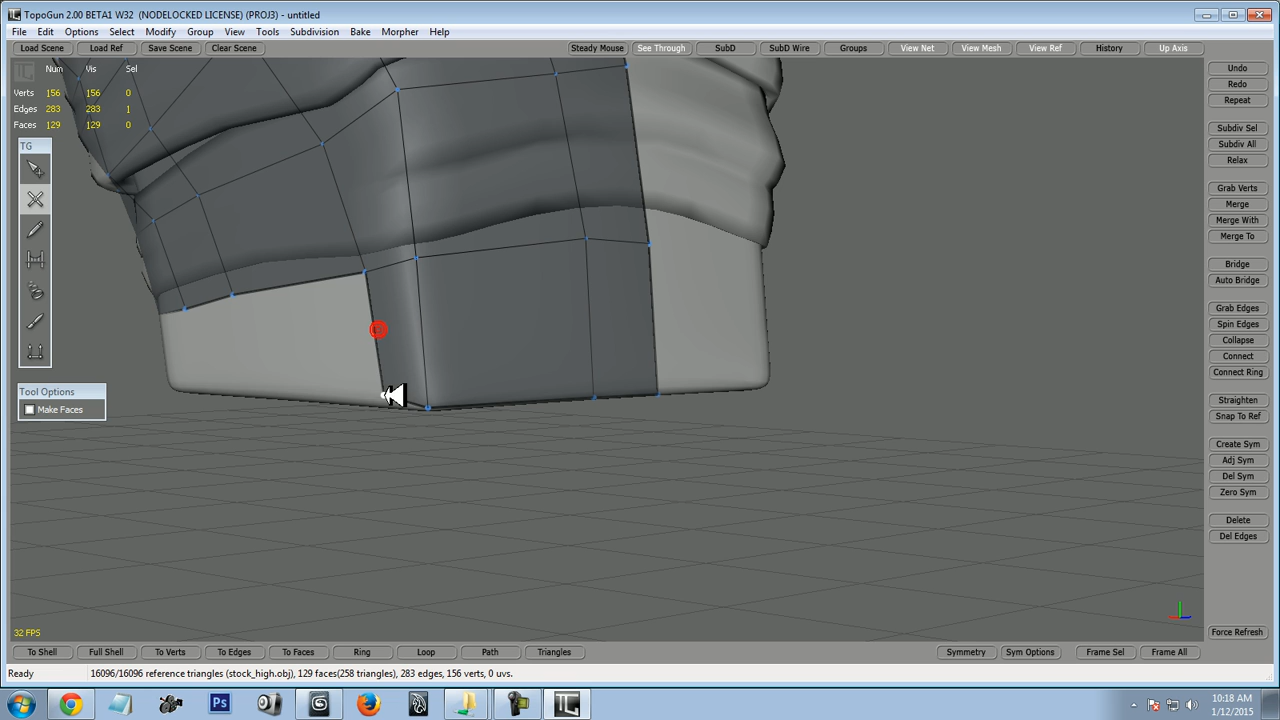 TopoGun 2.00 BETA1 W32 (NODELOCKED LICENSE) (PROJ3) - untitled
File Edit Options Select Modify Group View Tools Subdivision Bake Morpher Help
Load Scene Load Ref Save Scene Clear Scene Steady Mouse See Through SubD SubD Wire Groups View Net View Mesh View Ref History Up Axis
Num Vis Sel
Verts 156 156 0
Edges 283 283 1
Faces 129 129 0
TG
Tool Options
Make Faces
Undo
Redo
Repeat
Subdiv Sel
Subdiv All
Relax
Grab Verts
Merge
Merge With
Merge To
Bridge
Auto Bridge
Grab Edges
Spin Edges
Collapse
Connect
Connect Ring
Straighten
Snap To Ref
Create Sym
Adj Sym
Del Sym
Zero Sym
Delete
Del Edges
Force Refresh
32 FPS
To Shell Full Shell To Verts To Edges To Faces Ring Loop Path Triangles Symmetry Sym Options Frame Sel Frame All
Ready 16096/16096 reference triangles (stock_high.obj), 129 faces(258 triangles), 283 edges, 156 verts, 0 uvs.
Ps
10:18 AM
1/12/2015